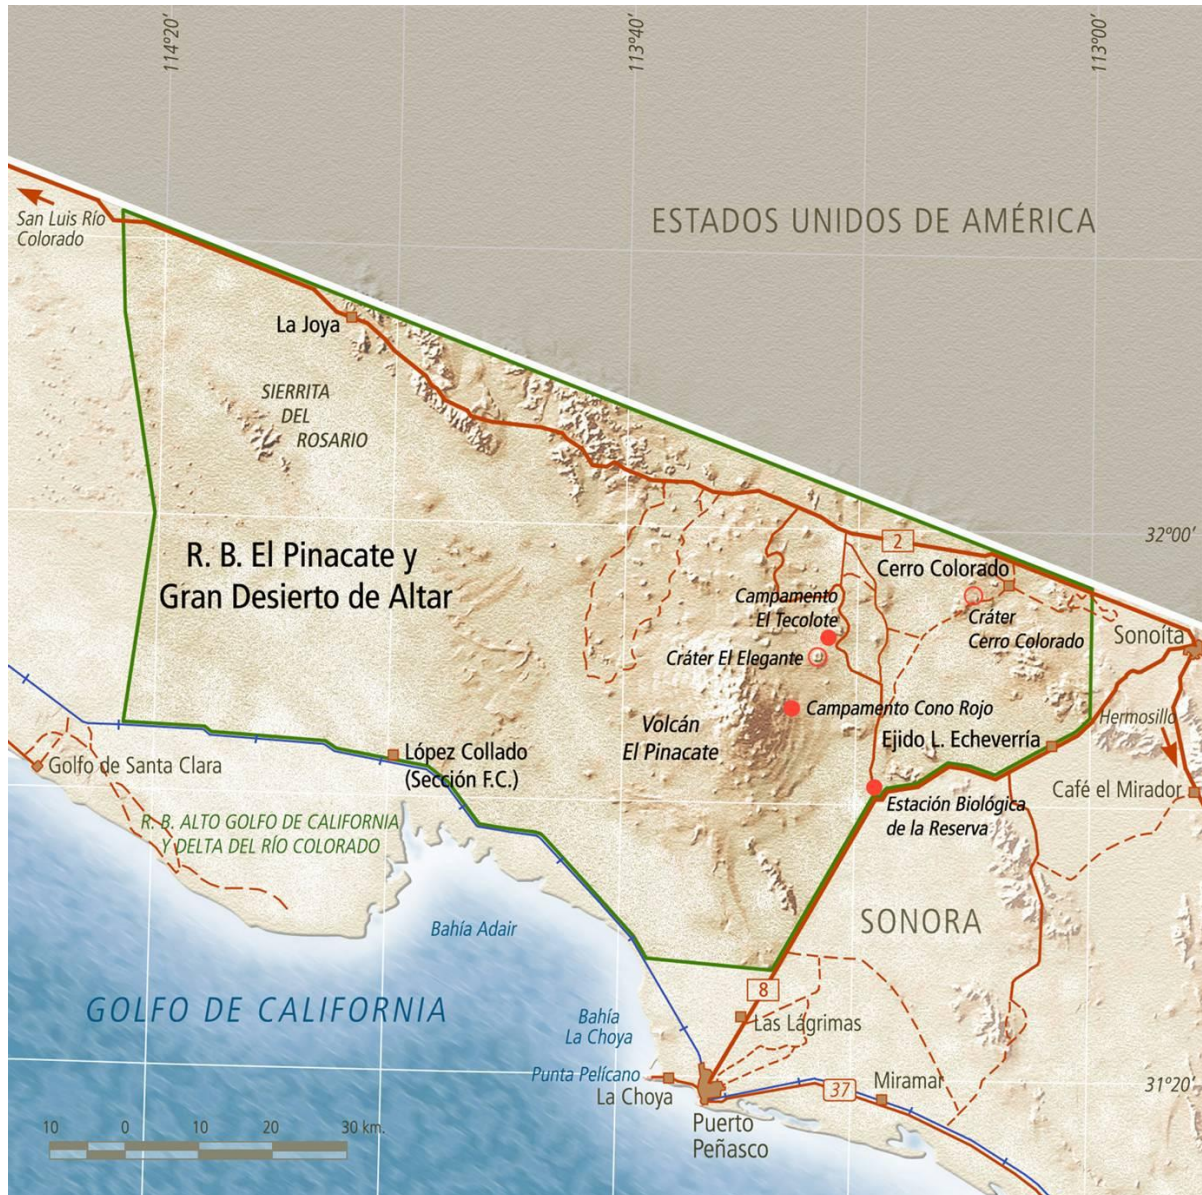 114°20'
113°40'
113°00'
San Luis Río
Colorado
ESTADOS UNIDOS DE AMÉRICA
La Joya
SIERRITA
DEL
ROSARIO
R. B. El Pinacate y
Gran Desierto de Altar
2
32°00'
Cerro Colorado
Campamento
El Tecolote
Cráter
Cerro Colorado
Sonoita
Cráter El Elegante
Campamento Cono Rojo
Hermosillo
Volcán
El Pinacate
Ejido L. Echeverría
López Collado
(Sección F.C.)
Golfo de Santa Clara
Café el Mirador
Estación Biológica
de la Reserva
R. B. ALTO GOLFO DE CALIFORNIA
Y DELTA DEL RÍO COLORADO
SONORA
Bahía Adair
8
GOLFO DE CALIFORNIA
Bahía
La Choya
Las Lágrimas
Punta Pelícano
La Choya
37
Miramar
31°20'
Puerto
Peñasco
10 0 10 20 30 km.